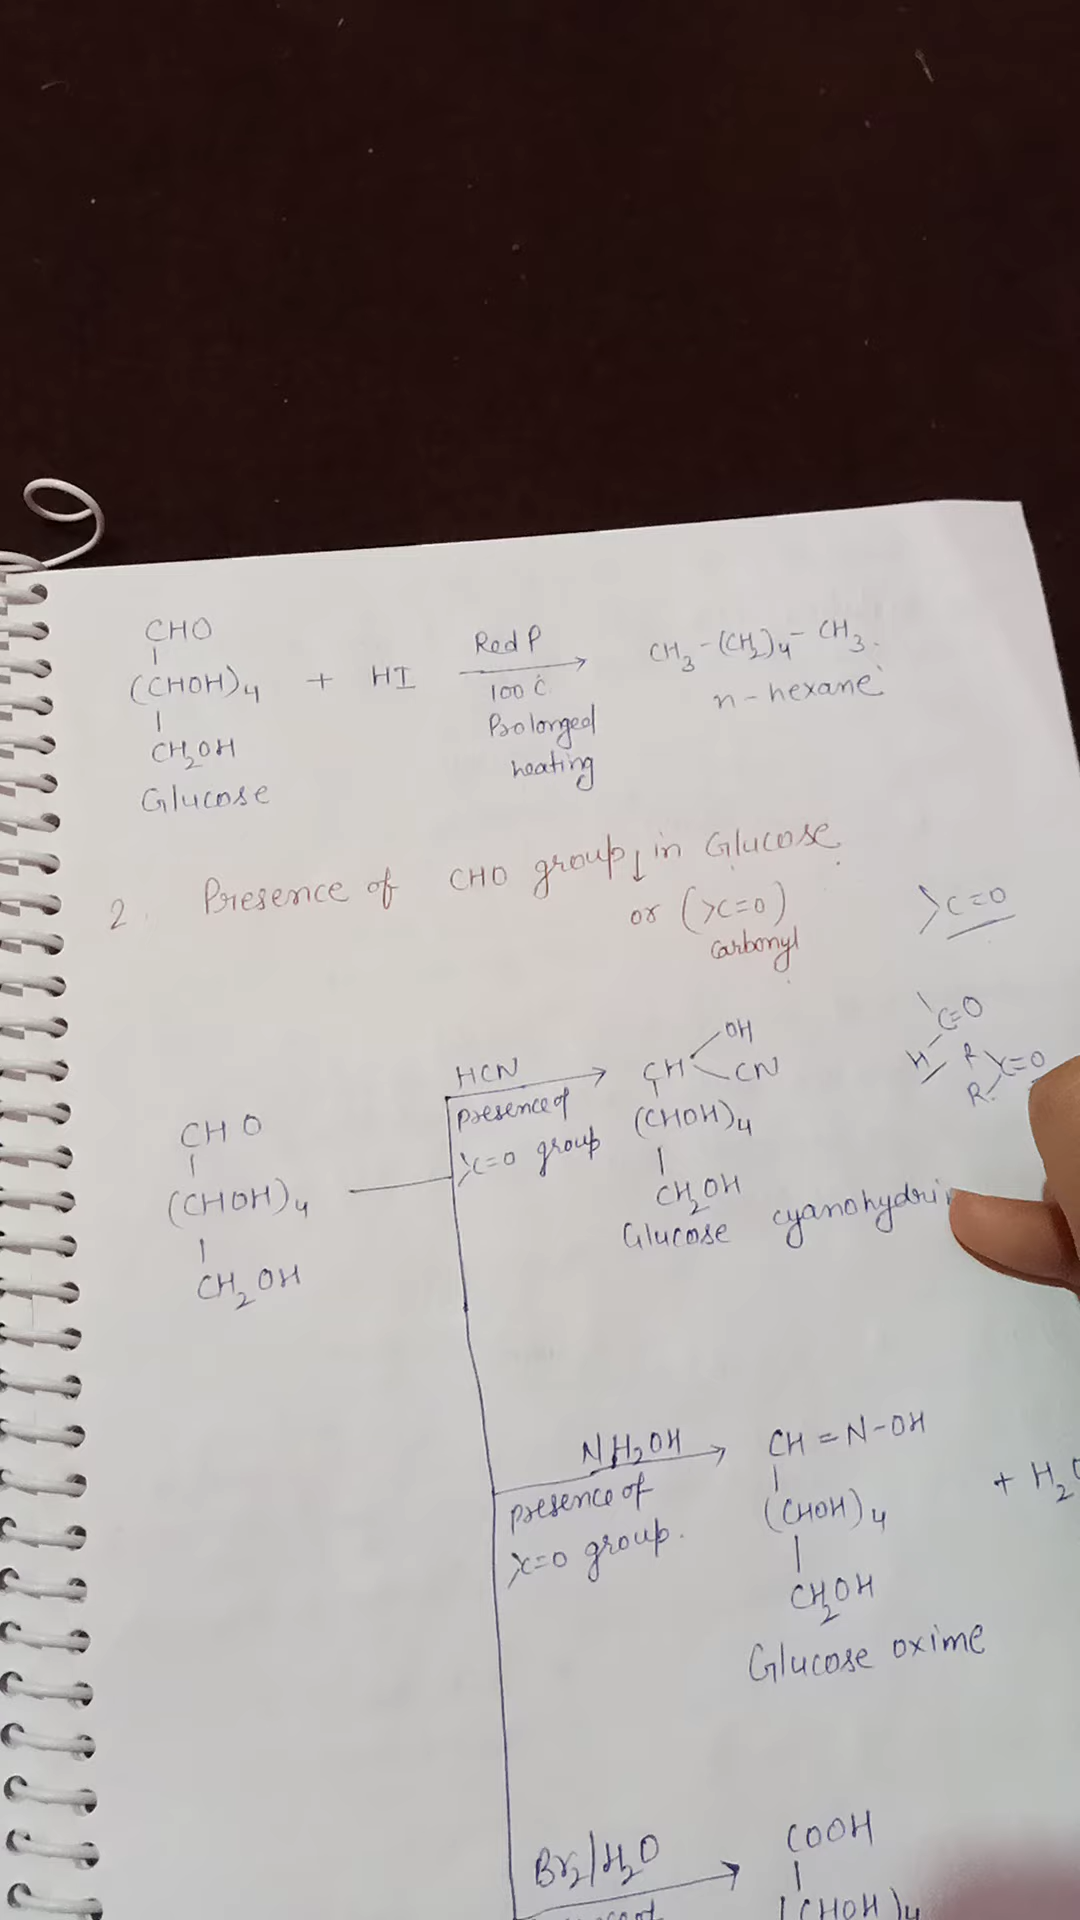 CHO
(CHOH)4 + HI Red P CH3-(CH2)4-CH3.
100 C
CH2OH Prolonged n-hexane
heating
Glucose
2. Presence of CHO group↓ in Glucose
or (>C=O) >C=O
carbonyl
C=O
H R C=O
R
HCN CH OH
CN
presence of
>C=O group (CHOH)4
CH2OH
Glucose cyanohydri
CHO
(CHOH)4
CH2OH
NH2OH CH=N-OH
presence of (CHOH)4 + H2O
>C=O group. CH2OH
Glucose oxime
Br2/H2O COOH
(CHOH)4